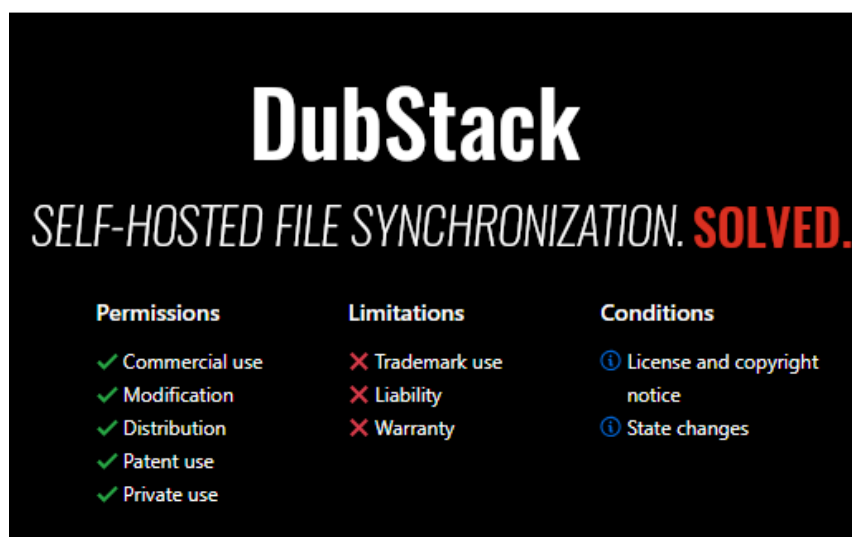 DubStack
SELF-HOSTED FILE SYNCHRONIZATION. SOLVED.
Permissions
Commercial use
Modification
Distribution
Patent use
Private use
Limitations
Trademark use
Liability
Warranty
Conditions
License and copyright
notice
State changes